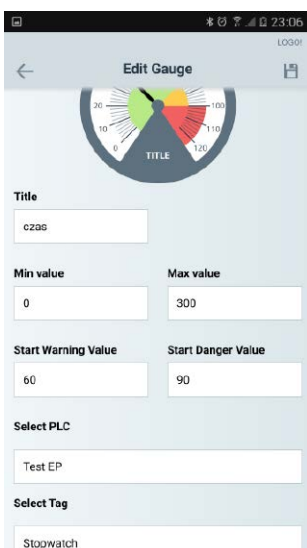 23:06
LOGO!
Edit Gauge
20
100
10
110
0
120
TITLE
Title
czas
Min value
Max value
0
300
Start Warning Value
Start Danger Value
60
90
Select PLC
Test EP
Select Tag
Stopwatch